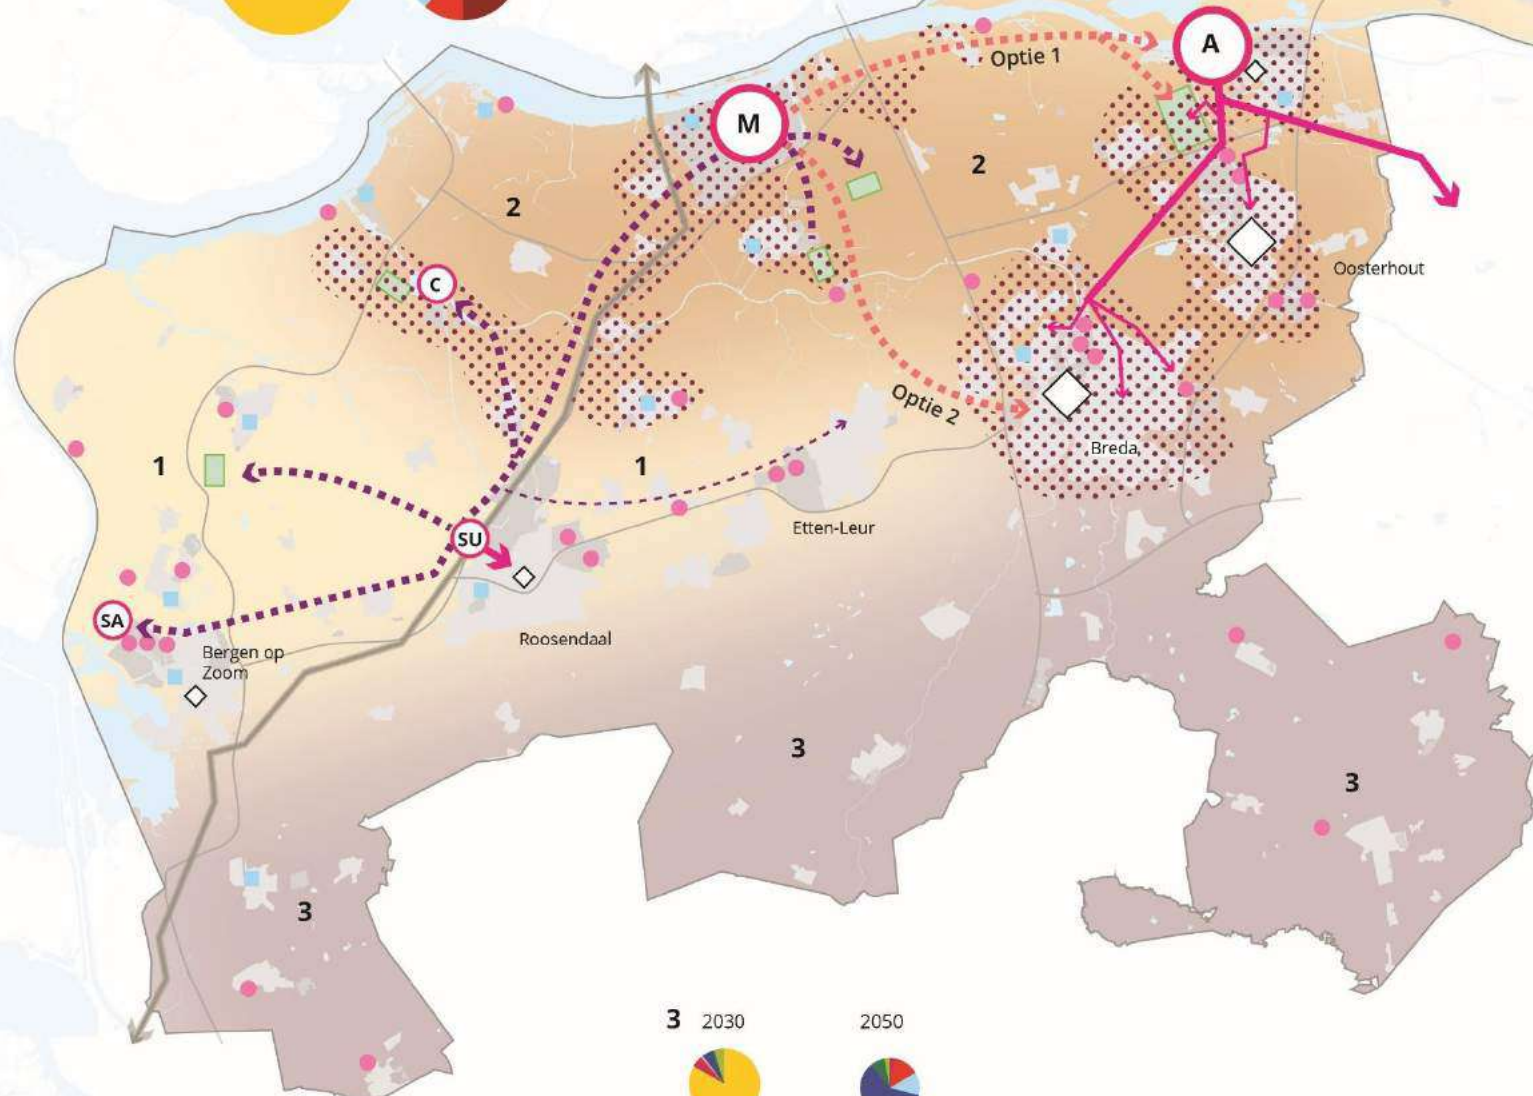 A
Optie 1
M
2
2
Oosterhout
C
Optie 2
Breda
1
1
Etten-Leur
SU
SA
Roosendaal
Bergen op
Zoom
3
3
3
3 2030
2050